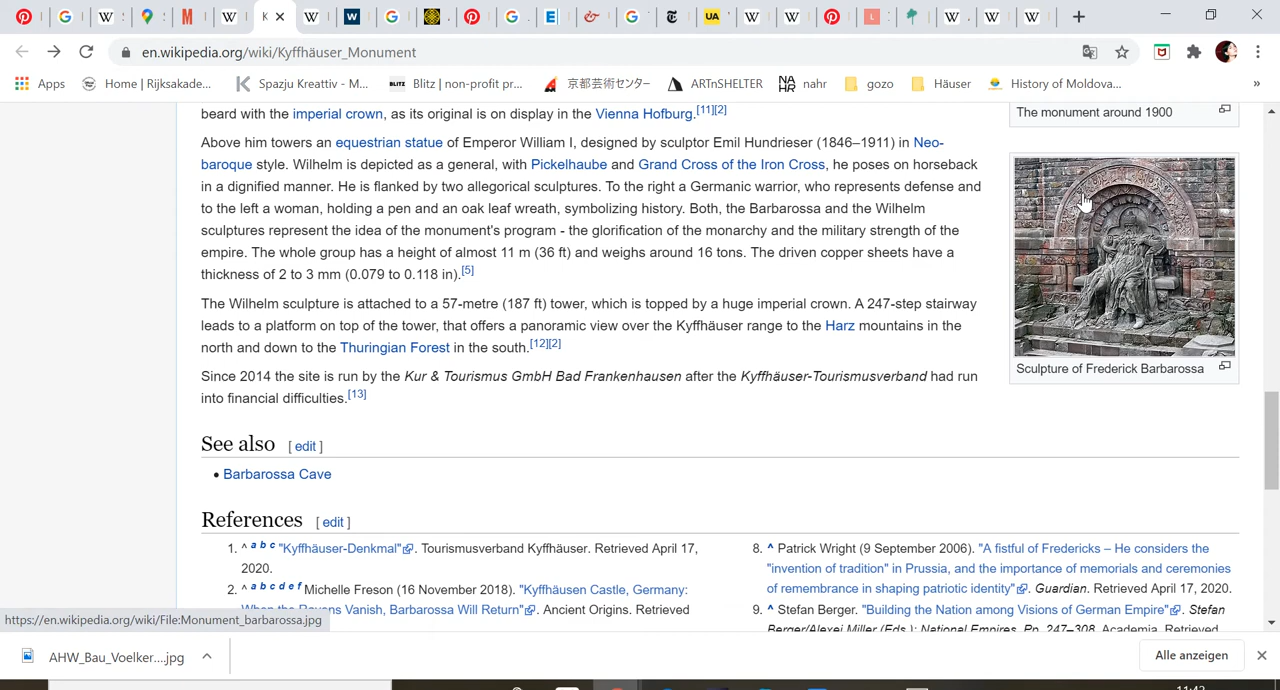 en.wikipedia.org/wiki/Kyffhäuser_Monument
Apps
Home | Rijksakade...
Spazju Kreattiv - M...
BLITZ
Blitz | non-profit pr...
京都芸術センター
ARTnSHELTER
nahr
gozo
Häuser
History of Moldova...
»
beard with the imperial crown, as its original is on display in the Vienna Hofburg.[11][2]
Above him towers an equestrian statue of Emperor William I, designed by sculptor Emil Hundrieser (1846–1911) in Neo-
baroque style. Wilhelm is depicted as a general, with Pickelhaube and Grand Cross of the Iron Cross, he poses on horseback
in a dignified manner. He is flanked by two allegorical sculptures. To the right a Germanic warrior, who represents defense and
to the left a woman, holding a pen and an oak leaf wreath, symbolizing history. Both, the Barbarossa and the Wilhelm
sculptures represent the idea of the monument's program - the glorification of the monarchy and the military strength of the
empire. The whole group has a height of almost 11 m (36 ft) and weighs around 16 tons. The driven copper sheets have a
thickness of 2 to 3 mm (0.079 to 0.118 in).[5]
The Wilhelm sculpture is attached to a 57-metre (187 ft) tower, which is topped by a huge imperial crown. A 247-step stairway
leads to a platform on top of the tower, that offers a panoramic view over the Kyffhäuser range to the Harz mountains in the
north and down to the Thuringian Forest in the south.[12][2]
Since 2014 the site is run by the Kur & Tourismus GmbH Bad Frankenhausen after the Kyffhäuser-Tourismusverband had run
into financial difficulties.[13]
The monument around 1900
Sculpture of Frederick Barbarossa
See also [ edit ]
• Barbarossa Cave
References [ edit ]
1. ^ a b c "Kyffhäuser-Denkmal". Tourismusverband Kyffhäuser. Retrieved April 17,
2020.
2. ^ a b c d e f Michelle Freson (16 November 2018). "Kyffhäusen Castle, Germany:
When the Ravens Vanish, Barbarossa Will Return". Ancient Origins. Retrieved
8. ^ Patrick Wright (9 September 2006). "A fistful of Fredericks – He considers the
"invention of tradition" in Prussia, and the importance of memorials and ceremonies
of remembrance in shaping patriotic identity". Guardian. Retrieved April 17, 2020.
9. ^ Stefan Berger. "Building the Nation among Visions of German Empire". Stefan
Berger/Alexei Miller (Eds.): National Empires, Pp. 247–308. Academia. Retrieved
https://en.wikipedia.org/wiki/File:Monument_barbarossa.jpg
AHW_Bau_Voelker....jpg
Alle anzeigen